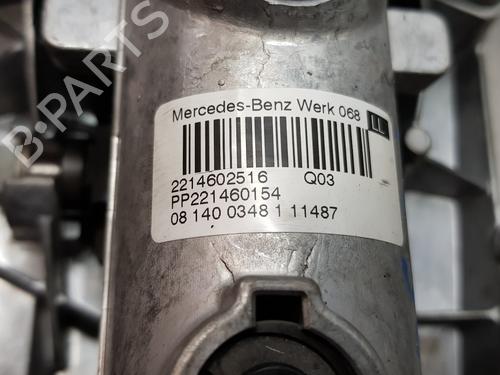 B-PARTS
Mercedes-Benz Werk 068 LL
2214602516 Q03
PP221460154
08 140 0348 1 11487